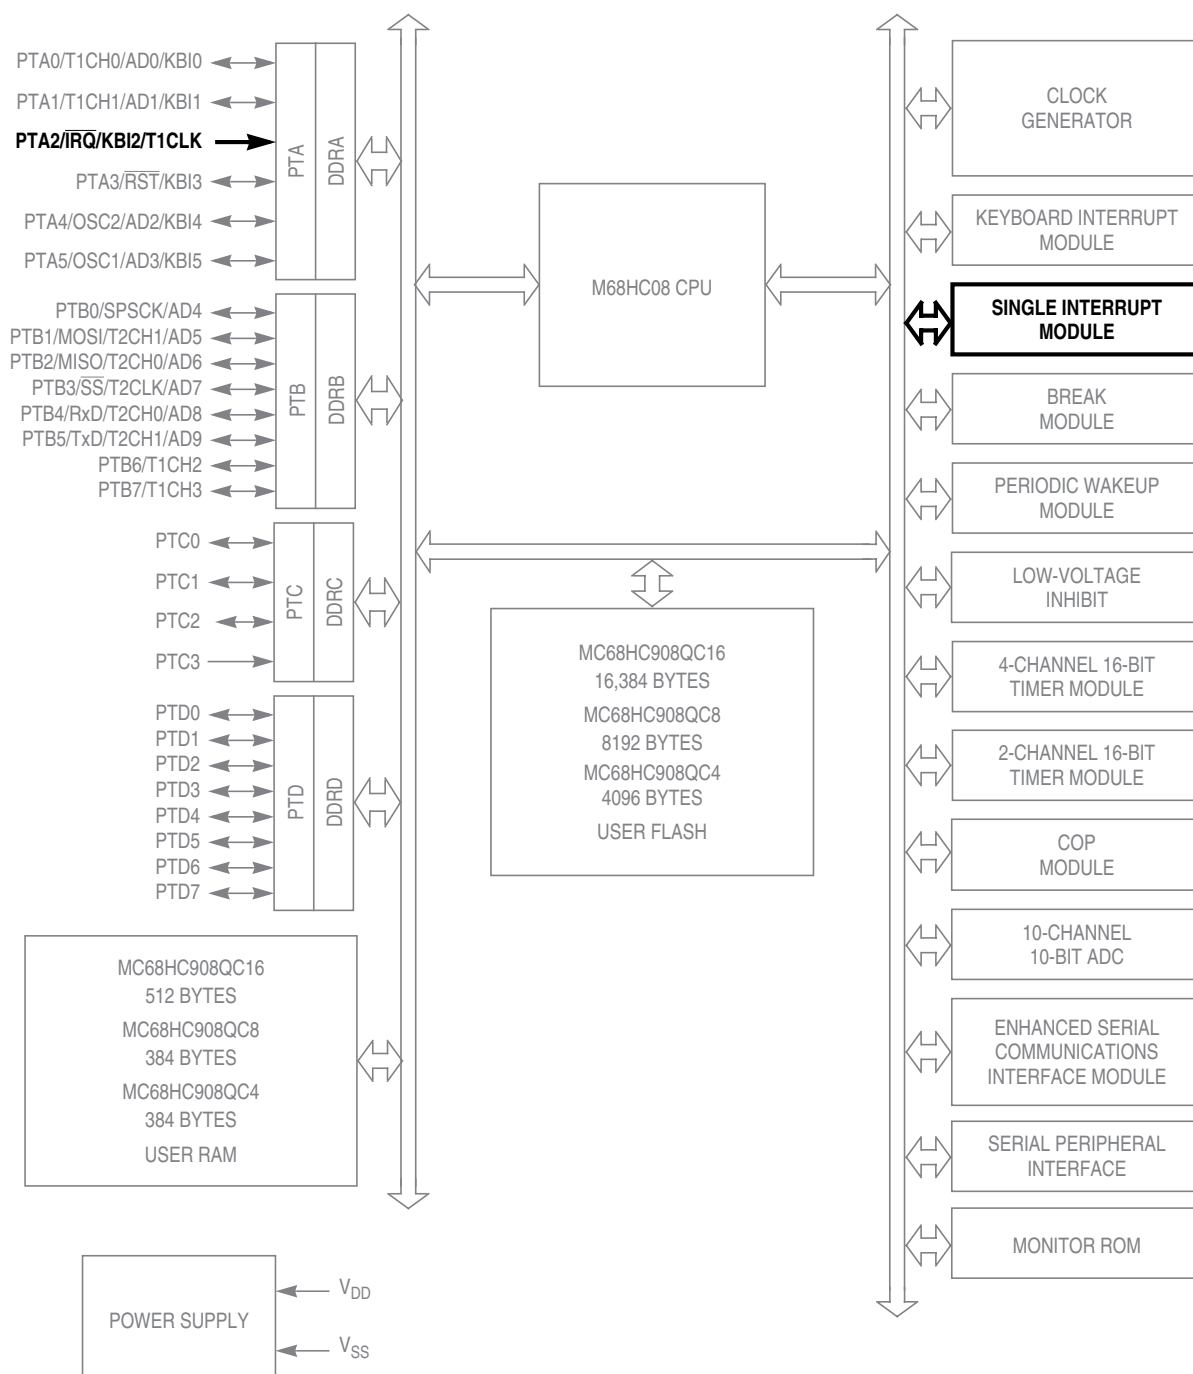 PTA0/T1CH0/AD0/KBI0
PTA1/T1CH1/AD1/KBI1
PTA2/IRQ/KBI2/T1CLK
PTA3/RST/KBI3
PTA4/OSC2/AD2/KBI4
PTA5/OSC1/AD3/KBI5
PTA
DDRA
PTB0/SPSCK/AD4
PTB1/MOSI/T2CH1/AD5
PTB2/MISO/T2CH0/AD6
PTB3/SS/T2CLK/AD7
PTB4/RxD/T2CH0/AD8
PTB5/TxD/T2CH1/AD9
PTB6/T1CH2
PTB7/T1CH3
PTB
DDRB
PTC0
PTC1
PTC2
PTC3
PTC
DDRC
PTD0
PTD1
PTD2
PTD3
PTD4
PTD5
PTD6
PTD7
PTD
DDRD
MC68HC908QC16
512 BYTES
MC68HC908QC8
384 BYTES
MC68HC908QC4
384 BYTES
USER RAM
POWER SUPPLY
VDD
VSS
M68HC08 CPU
MC68HC908QC16
16,384 BYTES
MC68HC908QC8
8192 BYTES
MC68HC908QC4
4096 BYTES
USER FLASH
CLOCK
GENERATOR
KEYBOARD INTERRUPT
MODULE
SINGLE INTERRUPT
MODULE
BREAK
MODULE
PERIODIC WAKEUP
MODULE
LOW-VOLTAGE
INHIBIT
4-CHANNEL 16-BIT
TIMER MODULE
2-CHANNEL 16-BIT
TIMER MODULE
COP
MODULE
10-CHANNEL
10-BIT ADC
ENHANCED SERIAL
COMMUNICATIONS
INTERFACE MODULE
SERIAL PERIPHERAL
INTERFACE
MONITOR ROM